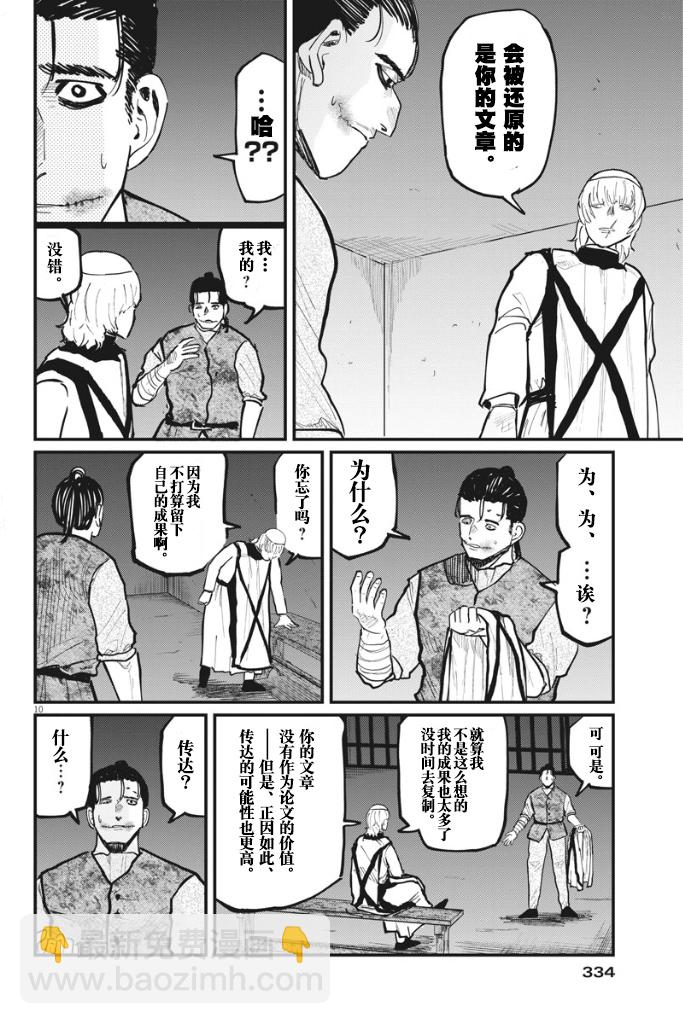 会被还原的
是你的文章。
…哈??
我…
我的?
没错。
为、为、
…诶?
为什么?
你忘了吗?
因为我
不打算留下
自己的成果啊。
10
可 可是。
就算我
不是这么想的
我的成果也太多了
没时间去复制。
你的文章
没有作为论文的价值。
——但是、正因如此、
传达的可能性也更高。
传达?
什么…?
334
最新免费漫画
www.baozimh.com